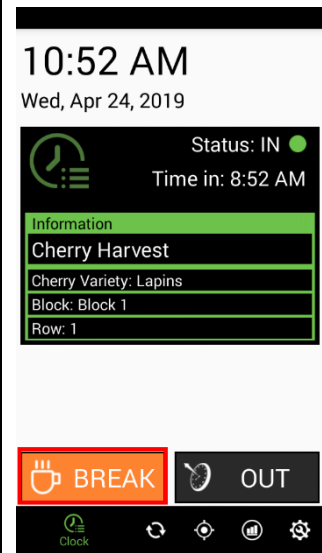 10:52 AM
Wed, Apr 24, 2019
Status: IN
Time in: 8:52 AM
Information
Cherry Harvest
Cherry Variety: Lapins
Block: Block 1
Row: 1
BREAK OUT
Clock